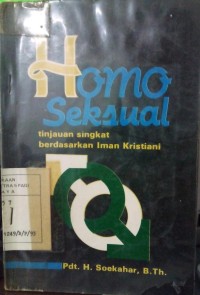 Homo
Seksual
tinjauan singkat
berdasarkan Iman Kristiani
Pdt. H. Soekahar, B.Th.